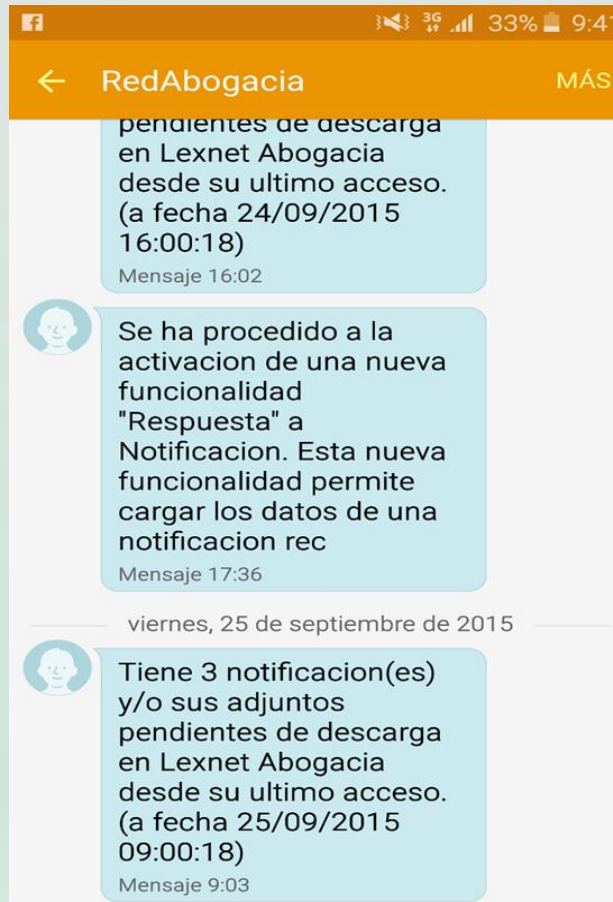 3G 33% 9:41
RedAbogacia MÁS
pendientes de descarga
en Lexnet Abogacia
desde su ultimo acceso.
(a fecha 24/09/2015
16:00:18)
Mensaje 16:02
Se ha procedido a la
activacion de una nueva
funcionalidad
"Respuesta" a
Notificacion. Esta nueva
funcionalidad permite
cargar los datos de una
notificacion rec
Mensaje 17:36
viernes, 25 de septiembre de 2015
Tiene 3 notificacion(es)
y/o sus adjuntos
pendientes de descarga
en Lexnet Abogacia
desde su ultimo acceso.
(a fecha 25/09/2015
09:00:18)
Mensaje 9:03